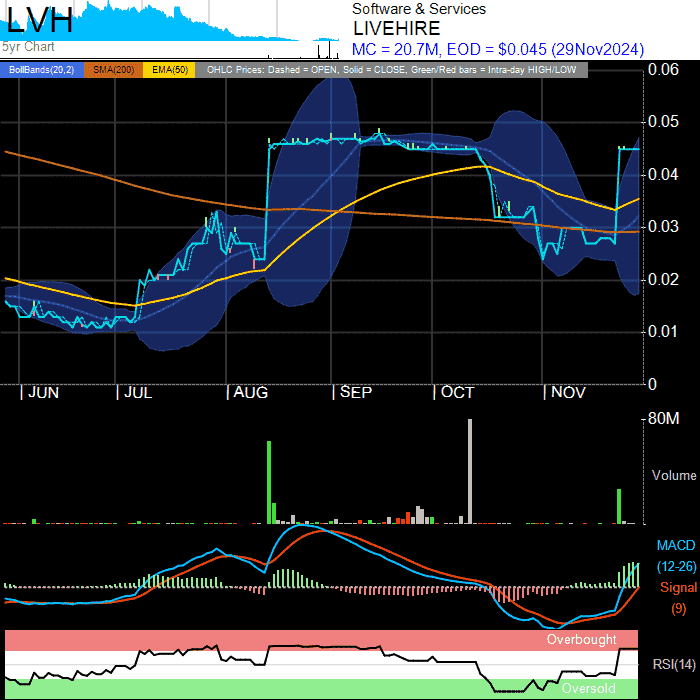 LVH
Software & Services
LIVEHIRE
MC = 20.7M, EOD = $0.045 (29Nov2024)
5yr Chart
BollBands(20,2) SMA(200) EMA(50) OHLC Prices: Dashed = OPEN, Solid = CLOSE, Green/Red bars = Intra-day HIGH/LOW
0.06
0.05
0.04
0.03
0.02
0.01
0
| JUN | JUL | AUG | SEP | OCT | NOV
80M
Volume
MACD
(12-26)
Signal
(9)
Overbought
RSI(14)
Oversold